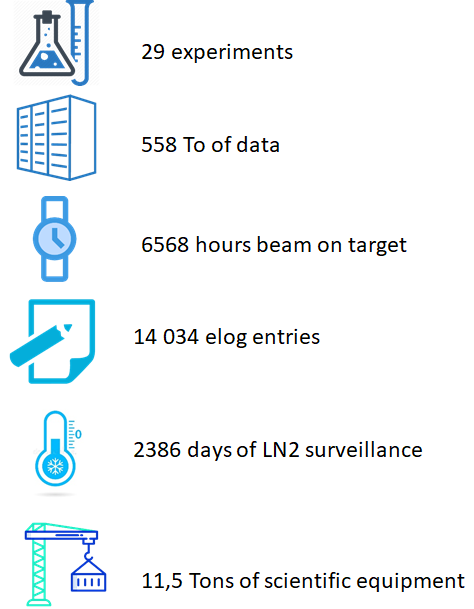 29 experiments
558 To of data
6568 hours beam on target
14 034 elog entries
0
2386 days of LN2 surveillance
11,5 Tons of scientific equipment